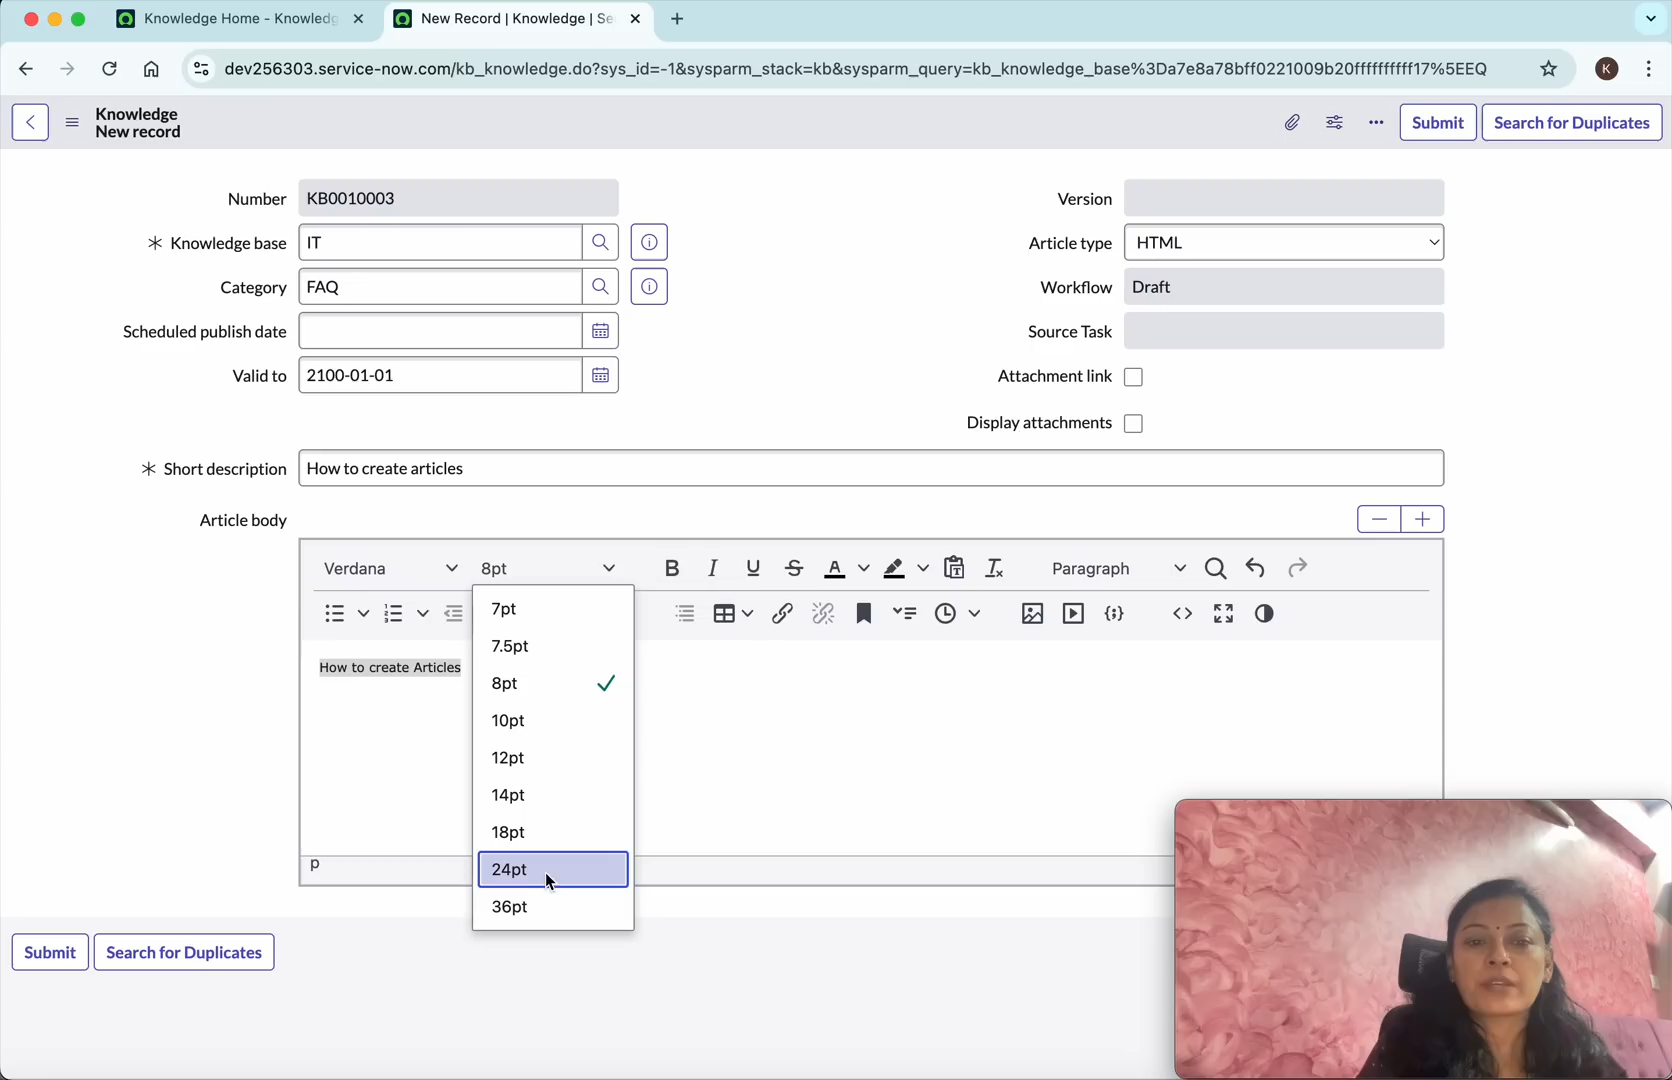 Knowledge Home - Knowledg
New Record | Knowledge | Se
dev256303.service-now.com/kb_knowledge.do?sys_id=-1&sysparm_stack=kb&sysparm_query=kb_knowledge_base%3Da7e8a78bff0221009b20ffffffffff17%5EEQ
K
Knowledge
New record
Submit
Search for Duplicates
Number
KB0010003
Version
Knowledge base
IT
Article type
HTML
Category
FAQ
Workflow
Draft
Scheduled publish date
Source Task
Valid to
2100-01-01
Attachment link
Display attachments
Short description
How to create articles
Article body
Verdana
8pt
B I U S A
Paragraph
7pt
7.5pt
How to create Articles
8pt
10pt
12pt
14pt
18pt
p
24pt
36pt
Submit
Search for Duplicates